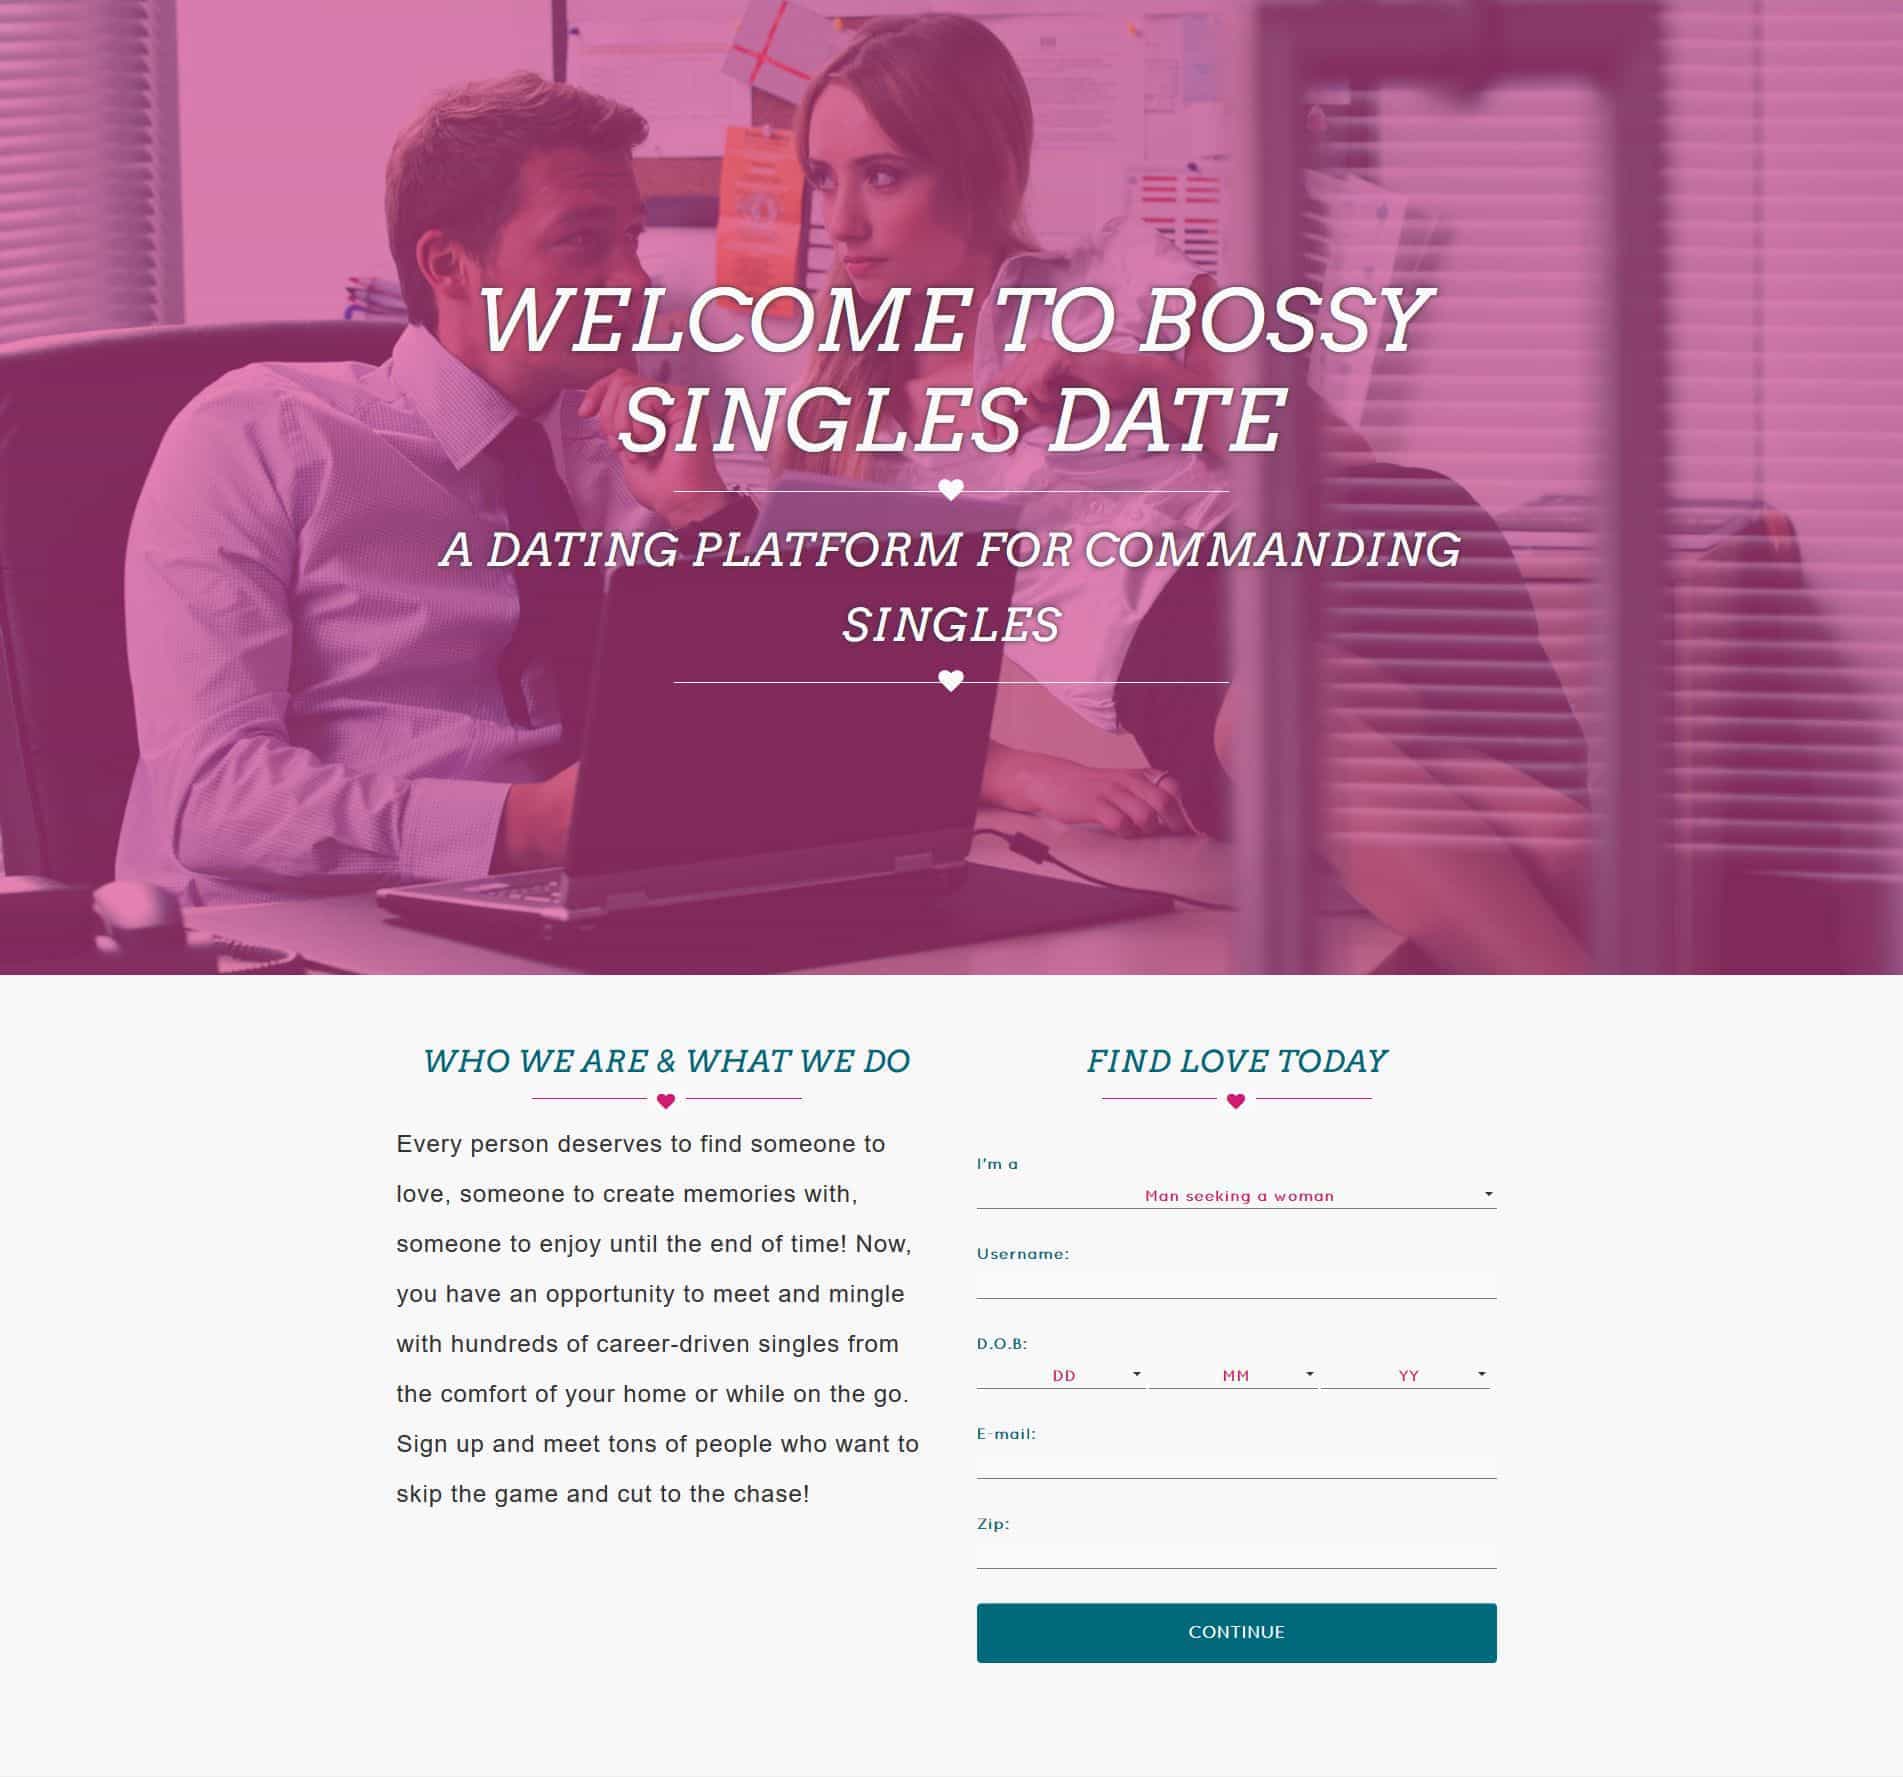 WELCOME TO BOSSY
SINGLES DATE
A DATING PLATFORM FOR COMMANDING
SINGLES
WHO WE ARE & WHAT WE DO
Every person deserves to find someone to
love, someone to create memories with,
someone to enjoy until the end of time! Now,
you have an opportunity to meet and mingle
with hundreds of career-driven singles from
the comfort of your home or while on the go.
Sign up and meet tons of people who want to
skip the game and cut to the chase!
FIND LOVE TODAY
I'm a
Man seeking a woman
Username:
D.O.B:
DD MM YY
E-mail:
Zip:
CONTINUE